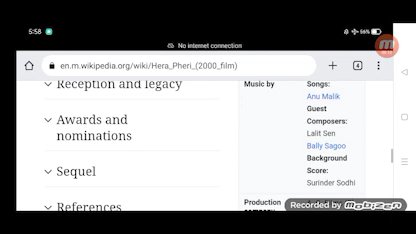 5:58
56%
No internet connection
en.m.wikipedia.org/wiki/Hera_Pheri_(2000_film)
4
Reception and legacy
Awards and
nominations
Sequel
References
Music by
Songs:
Anu Malik
Guest
Composers:
Lalit Sen
Bally Sagoo
Background
Score:
Surinder Sodhi
Production
Recorded by Mobizen